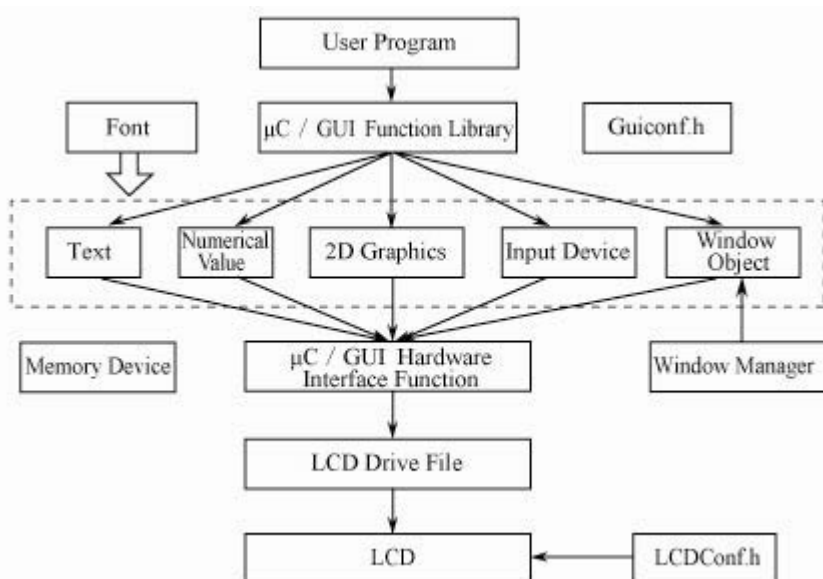 User Program
Font
μC / GUI Function Library
Guiconf.h
Text
Numerical
Value
2D Graphics
Input Device
Window
Object
Memory Device
μC / GUI Hardware
Interface Function
Window Manager
LCD Drive File
LCD
LCDConf.h